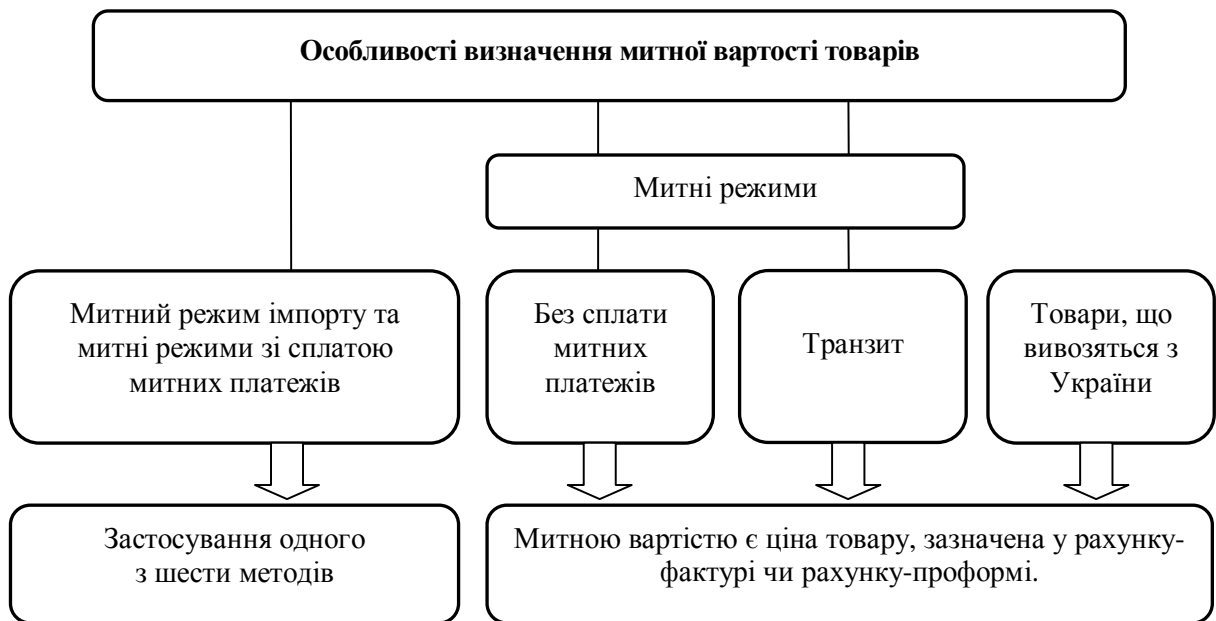 Особливості визначення митної вартості товарів
Митні режими
Митний режим імпорту та
митні режими зі сплатою
митних платежів
Без сплати
митних
платежів
Транзит
Товари, що
вивозяться з
України
Застосування одного
з шести методів
Митною вартістю є ціна товару, зазначена у рахунку-
фактурі чи рахунку-проформі.